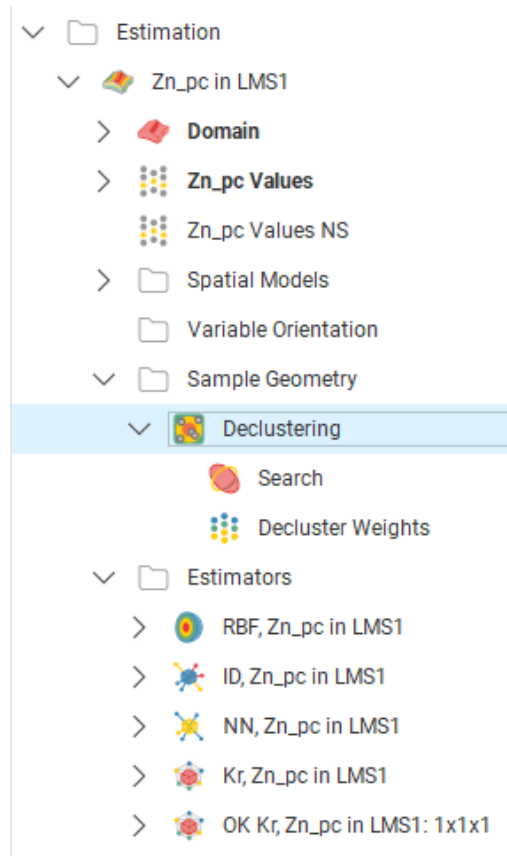 Estimation
Zn_pc in LMS1
Domain
Zn_pc Values
Zn_pc Values NS
Spatial Models
Variable Orientation
Sample Geometry
Declustering
Search
Decluster Weights
Estimators
RBF, Zn_pc in LMS1
ID, Zn_pc in LMS1
NN, Zn_pc in LMS1
Kr, Zn_pc in LMS1
OK Kr, Zn_pc in LMS1: 1x1x1